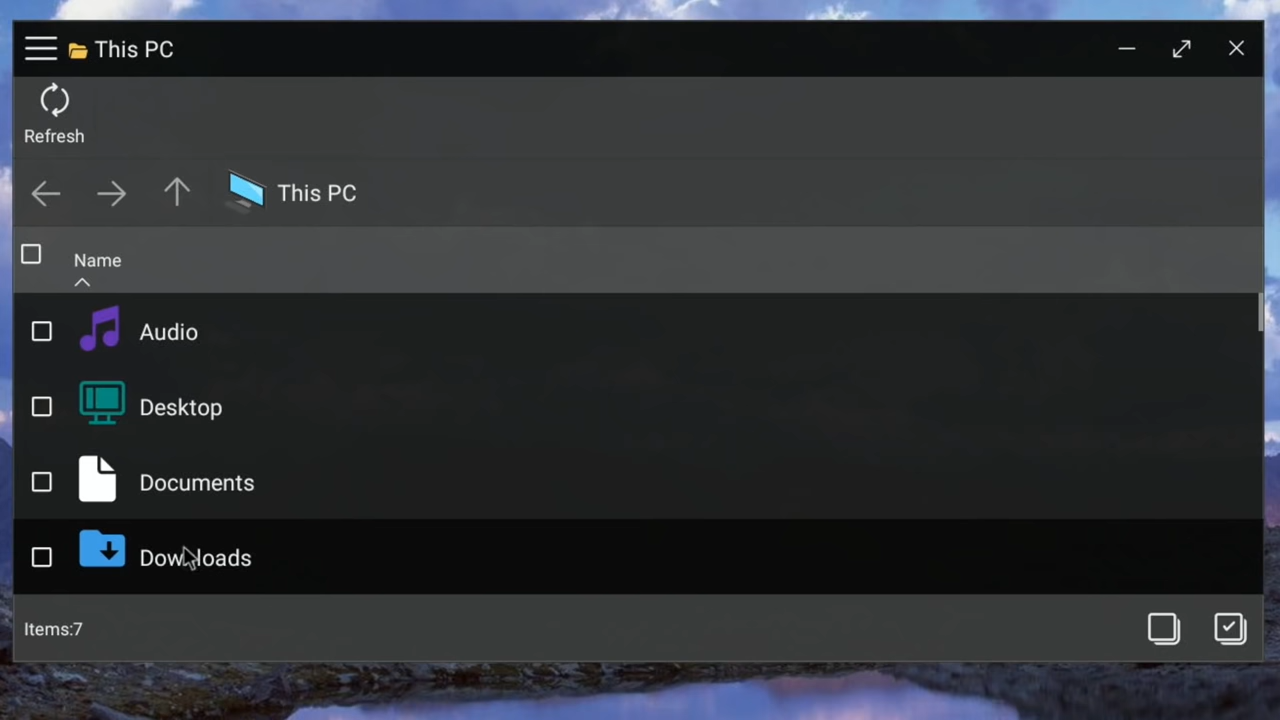 This PC
Refresh
This PC
Name
Audio
Desktop
Documents
Downloads
Items:7